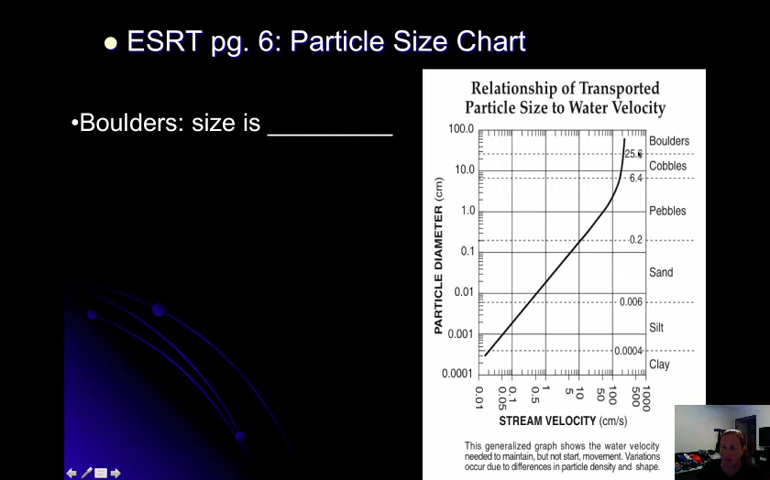 • ESRT pg. 6: Particle Size Chart
•Boulders: size is _________
Relationship of Transported
Particle Size to Water Velocity
PARTICLE DIAMETER (cm)
100.0
10.0
1.0
0.1
0.01
0.001
0.0001
25.6
6.4
0.2
0.006
0.0004
Boulders
Cobbles
Pebbles
Sand
Silt
Clay
0.01
0.05
0.1
0.5
1
5
10
50
100
500
1000
STREAM VELOCITY (cm/s)
This generalized graph shows the water velocity
needed to maintain, but not start, movement. Variations
occur due to differences in particle density and shape.